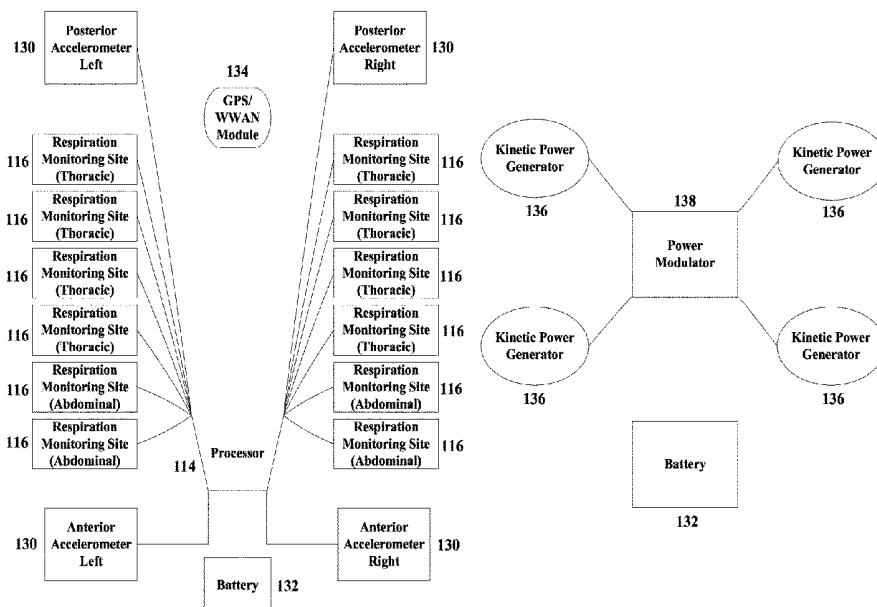 130
Posterior
Accelerometer
Left
Posterior
Accelerometer
Right
130
134
GPS/
WWAN
Module
116
Respiration
Monitoring Site
(Thoracic)
Respiration
Monitoring Site
(Thoracic)
116
116
Respiration
Monitoring Site
(Thoracic)
Respiration
Monitoring Site
(Thoracic)
116
116
Respiration
Monitoring Site
(Thoracic)
Respiration
Monitoring Site
(Thoracic)
116
116
Respiration
Monitoring Site
(Thoracic)
Respiration
Monitoring Site
(Thoracic)
116
116
Respiration
Monitoring Site
(Abdominal)
Respiration
Monitoring Site
(Abdominal)
116
116
Respiration
Monitoring Site
(Abdominal)
Respiration
Monitoring Site
(Abdominal)
116
114
Processor
130
Anterior
Accelerometer
Left
Anterior
Accelerometer
Right
130
Battery
132
Kinetic Power
Generator
136
Kinetic Power
Generator
136
138
Power
Modulator
Kinetic Power
Generator
136
Kinetic Power
Generator
136
Battery
132